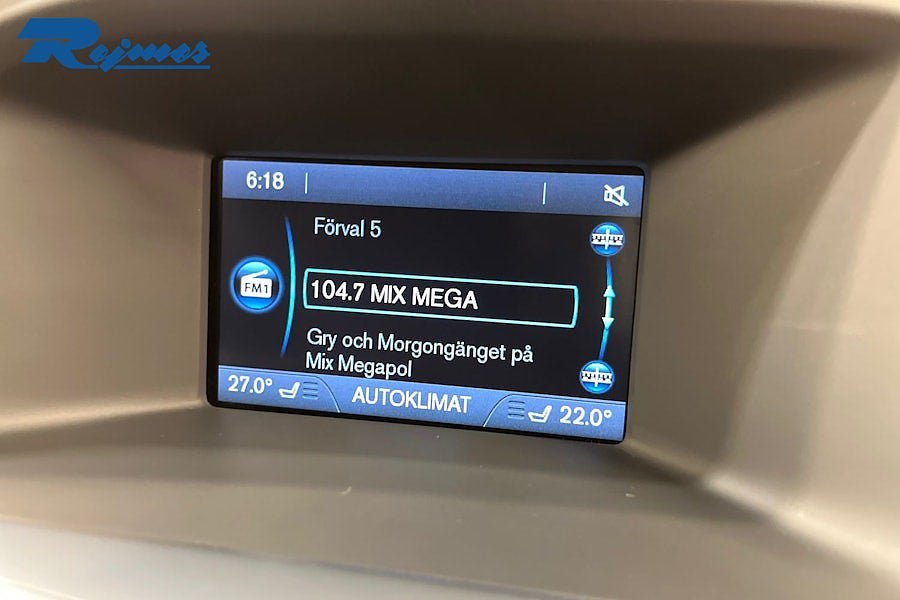 Rejmes
6:18
Förval 5
FM1
104.7 MIX MEGA
Gry och Morgongänget på
Mix Megapol
27.0° AUTOKLIMAT 22.0°